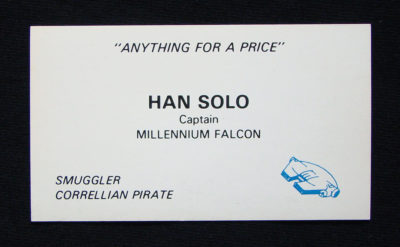 "ANYTHING FOR A PRICE"
HAN SOLO
Captain
MILLENNIUM FALCON
SMUGGLER
CORRELLIAN PIRATE